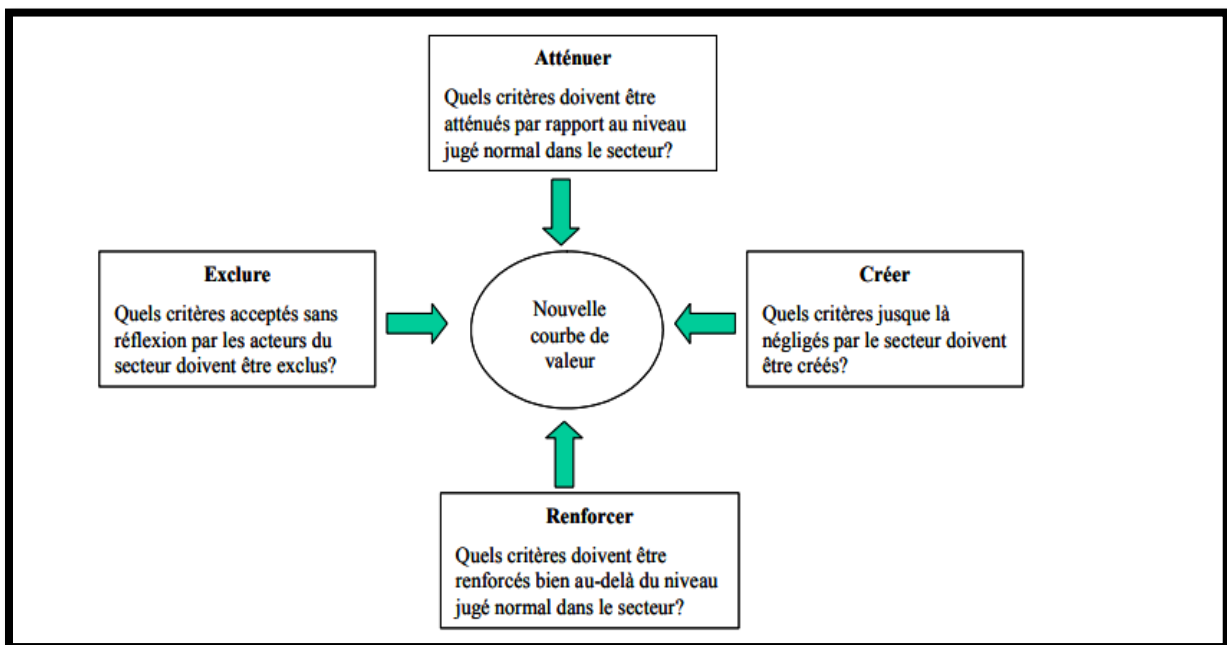 Atténuer
Quels critères doivent être
atténués par rapport au niveau
jugé normal dans le secteur?
Exclure
Quels critères acceptés sans
réflexion par les acteurs du
secteur doivent être exclus?
Nouvelle
courbe de
valeur
Créer
Quels critères jusque là
négligés par le secteur doivent
être créés?
Renforcer
Quels critères doivent être
renforcés bien au-delà du niveau
jugé normal dans le secteur?